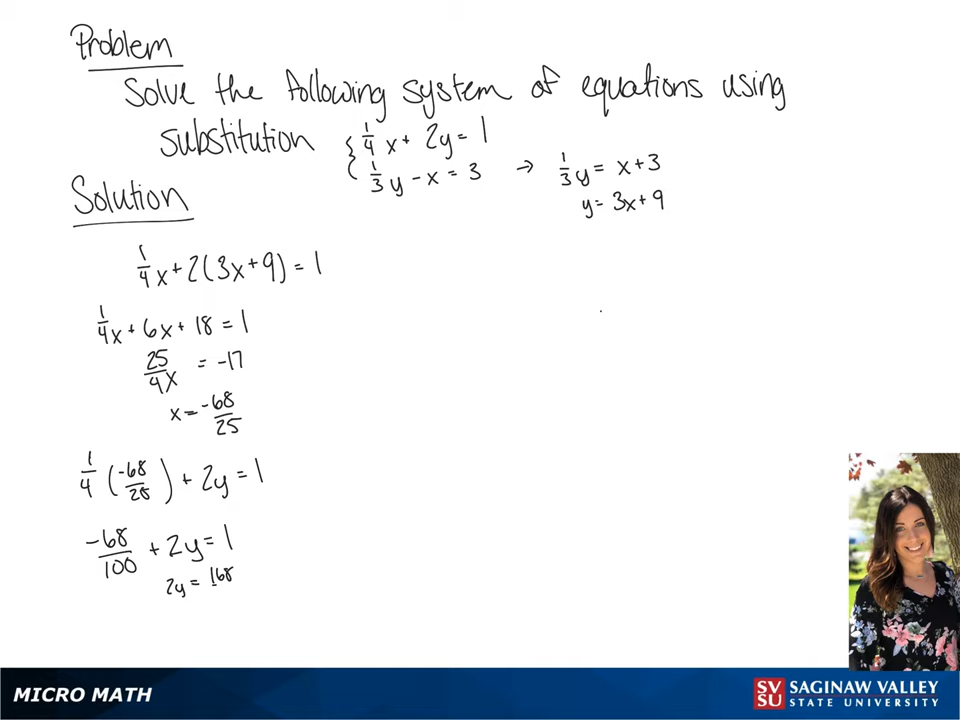 Problem
Solve the following system of equations using
substitution { 1/4 x + 2y = 1
1/3 y - x = 3 → 1/3 y = x + 3
y = 3x + 9
Solution
1/4 x + 2(3x + 9) = 1
1/4 x + 6x + 18 = 1
25/4 x = -17
x = -68/25
1/4 (-68/25) + 2y = 1
-68/100 + 2y = 1
2y = 168
MICRO MATH
SV SU SAGINAW VALLEY
STATE UNIVERSITY